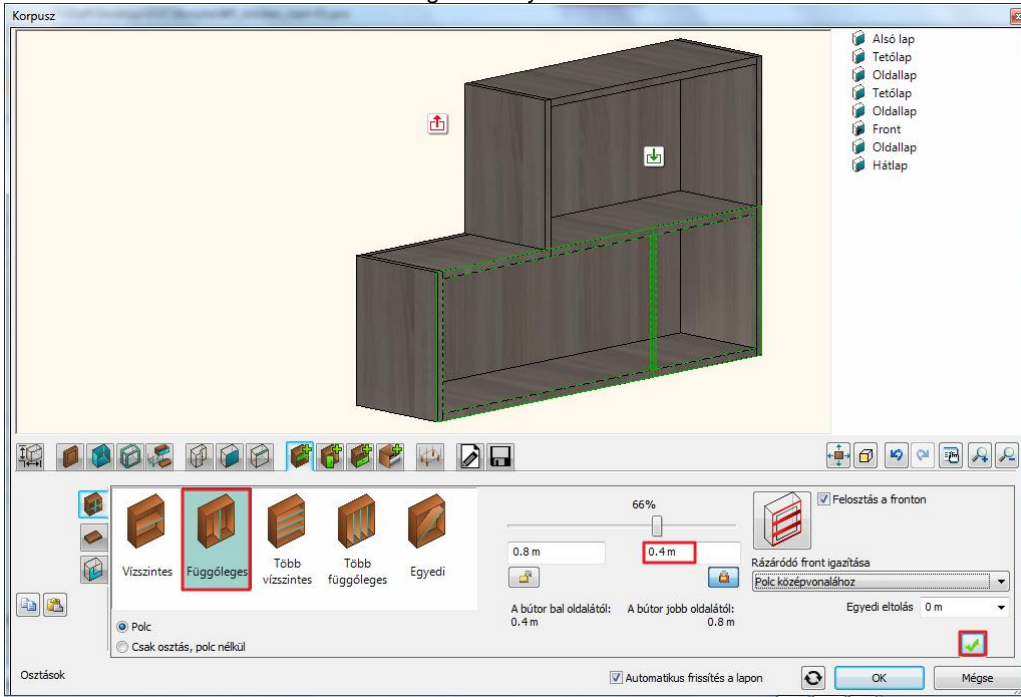 Korpusz
Alsó lap
Tetőlap
Oldallap
Tetőlap
Oldallap
Front
Oldallap
Hátlap
66%
Felosztás a fronton
0.8 m
0.4 m
Rázáródó front igazítása
Vízszintes
Függőleges
Több vízszintes
Több függőleges
Egyedi
Polc középvonalához
A bútor bal oldalától:
0.4 m
A bútor jobb oldalától:
0.8 m
Egyedi eltolás 0 m
Polc
Csak osztás, polc nélkül
Osztások
Automatikus frissítés a lapon
OK
Mégse